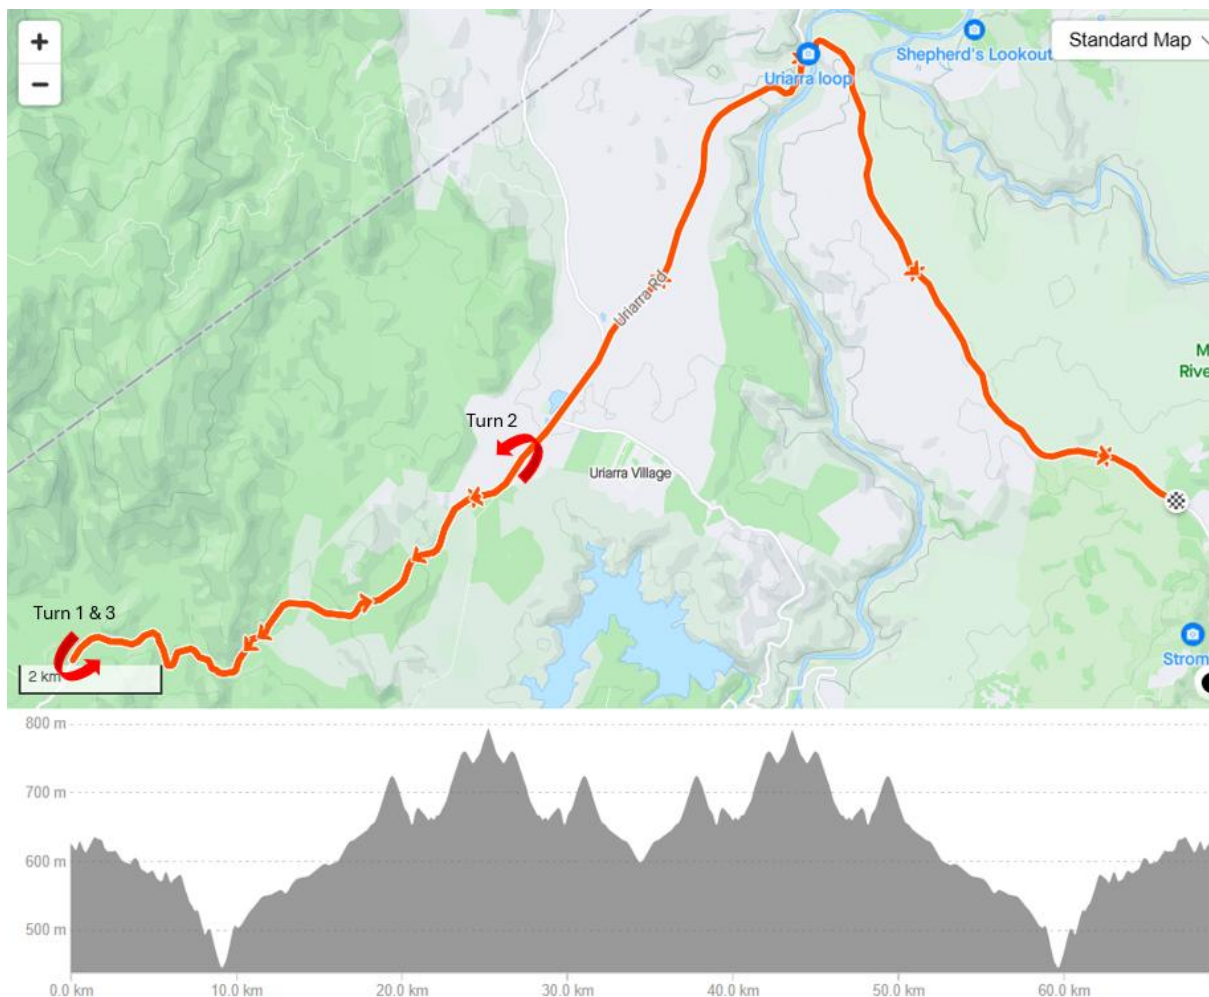 +
−
Standard Map
Shepherd's Lookout
Uriarra loop
Uriarra Rd
M
Rive
Turn 2
Uriarra Village
Turn 1 & 3
2 km
Strom
800 m
700 m
600 m
500 m
0.0 km
10.0 km
20.0 km
30.0 km
40.0 km
50.0 km
60.0 km